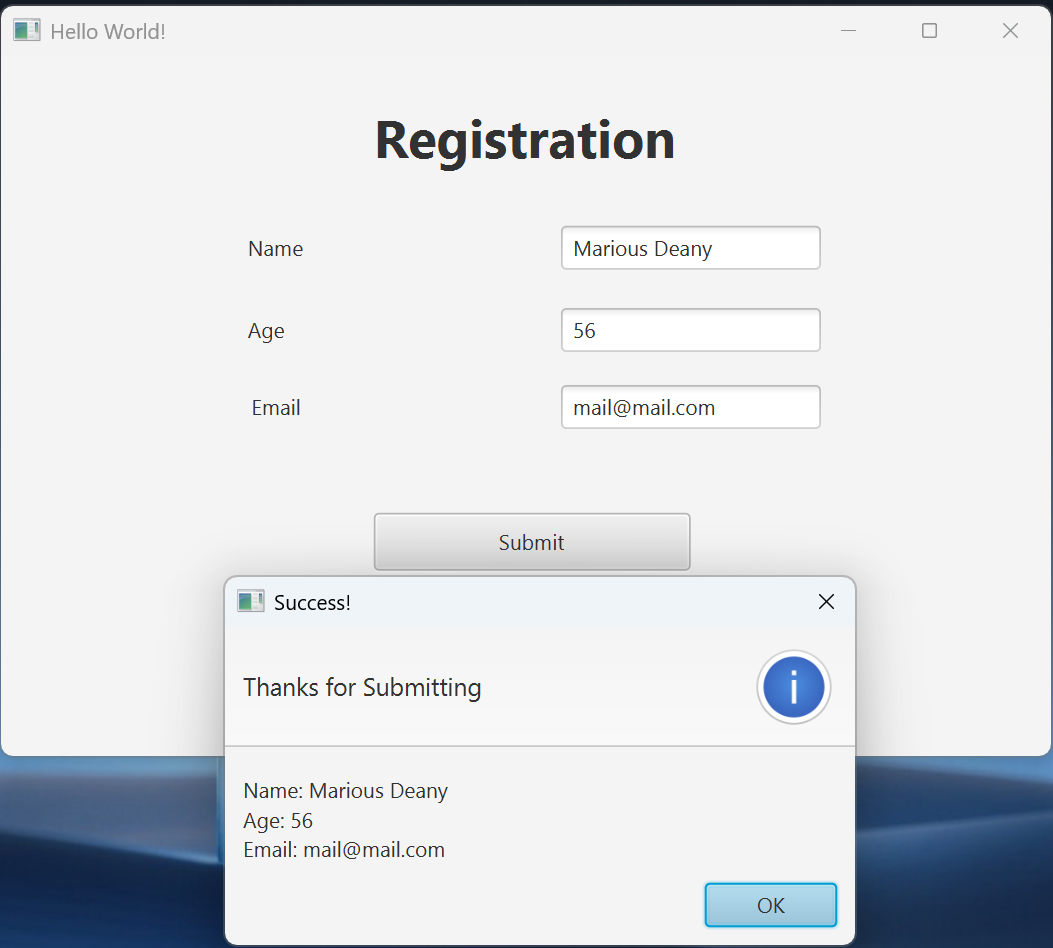 Hello World!
Registration
Name
Marious Deany
Age
56
Email
mail@mail.com
Submit
Success!
Thanks for Submitting
i
Name: Marious Deany
Age: 56
Email: mail@mail.com
OK